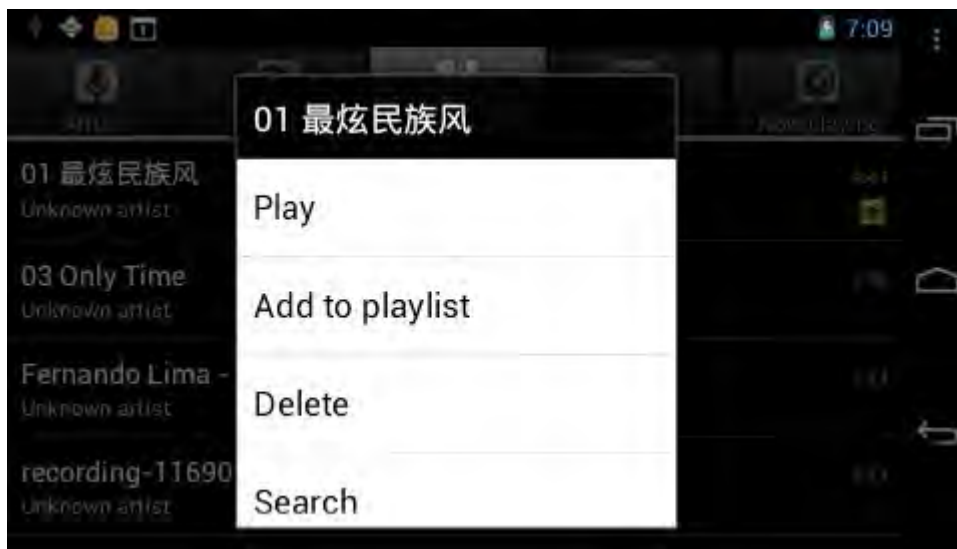 7:09
01 最炫民族风
Play
Add to playlist
Delete
Search
01 最炫民族风
Unknown artist
03 Only Time
Unknown artist
Fernando Lima -
Unknown artist
recording-11690
Unknown artist